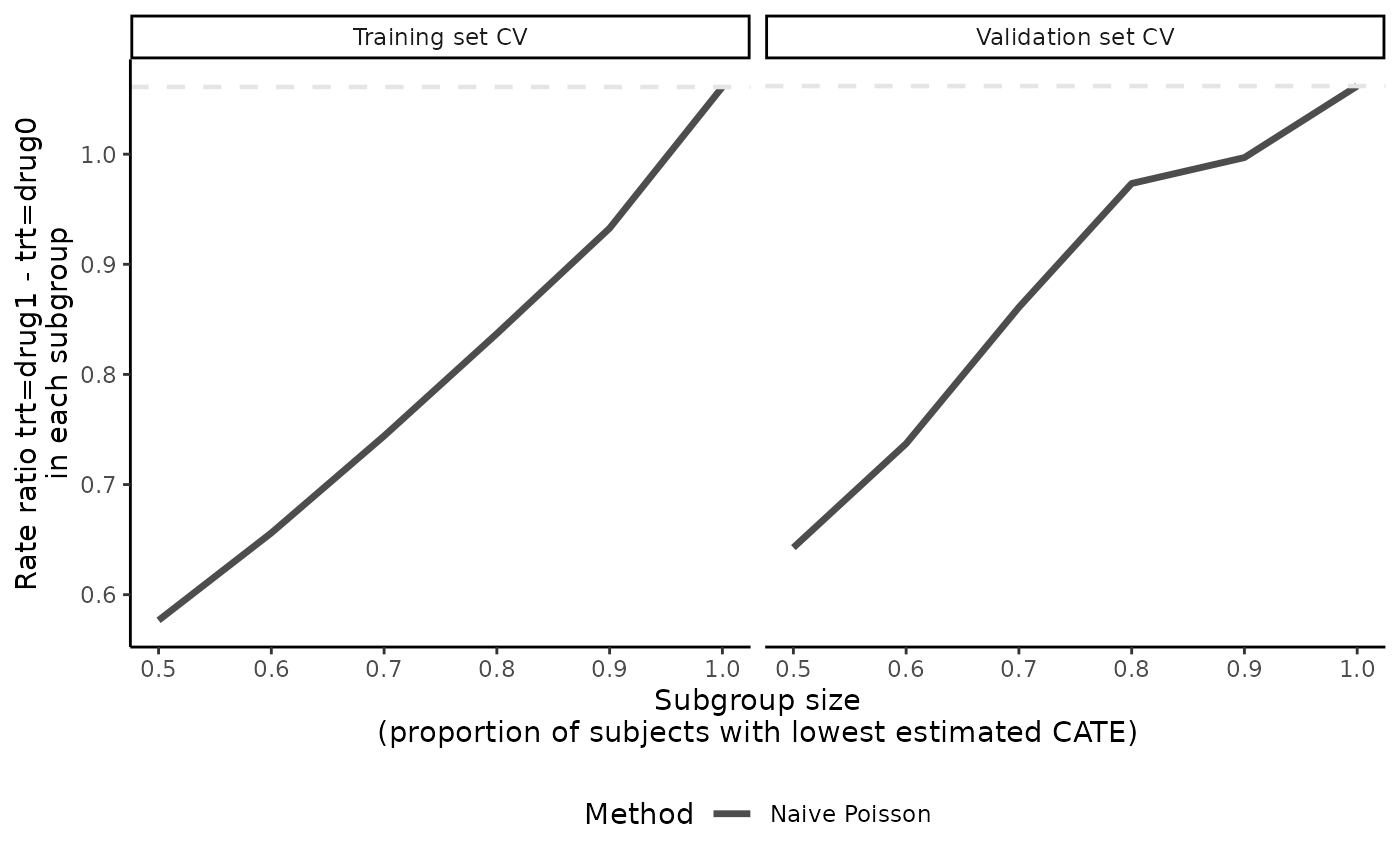 Training set CV
Validation set CV
Rate ratio trt=drug1 - trt=drug0
in each subgroup
1.0
0.9
0.8
0.7
0.6
0.5 0.6 0.7 0.8 0.9 1.0
0.5 0.6 0.7 0.8 0.9 1.0
Subgroup size
(proportion of subjects with lowest estimated CATE)
Method Naive Poisson